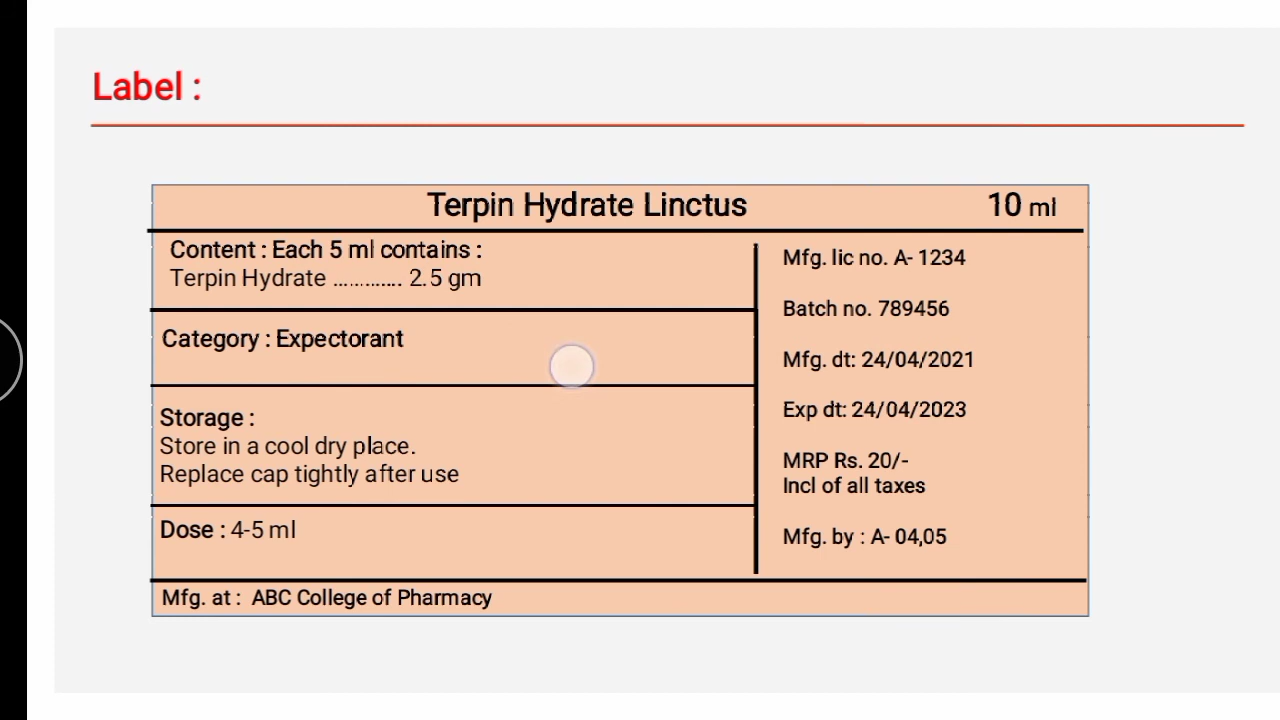 Label :
Terpin Hydrate Linctus 10 ml
Content : Each 5 ml contains :
Terpin Hydrate ............. 2.5 gm
Category : Expectorant
Storage :
Store in a cool dry place.
Replace cap tightly after use
Dose : 4-5 ml
Mfg. lic no. A- 1234
Batch no. 789456
Mfg. dt: 24/04/2021
Exp dt: 24/04/2023
MRP Rs. 20/-
Incl of all taxes
Mfg. by : A- 04,05
Mfg. at : ABC College of Pharmacy